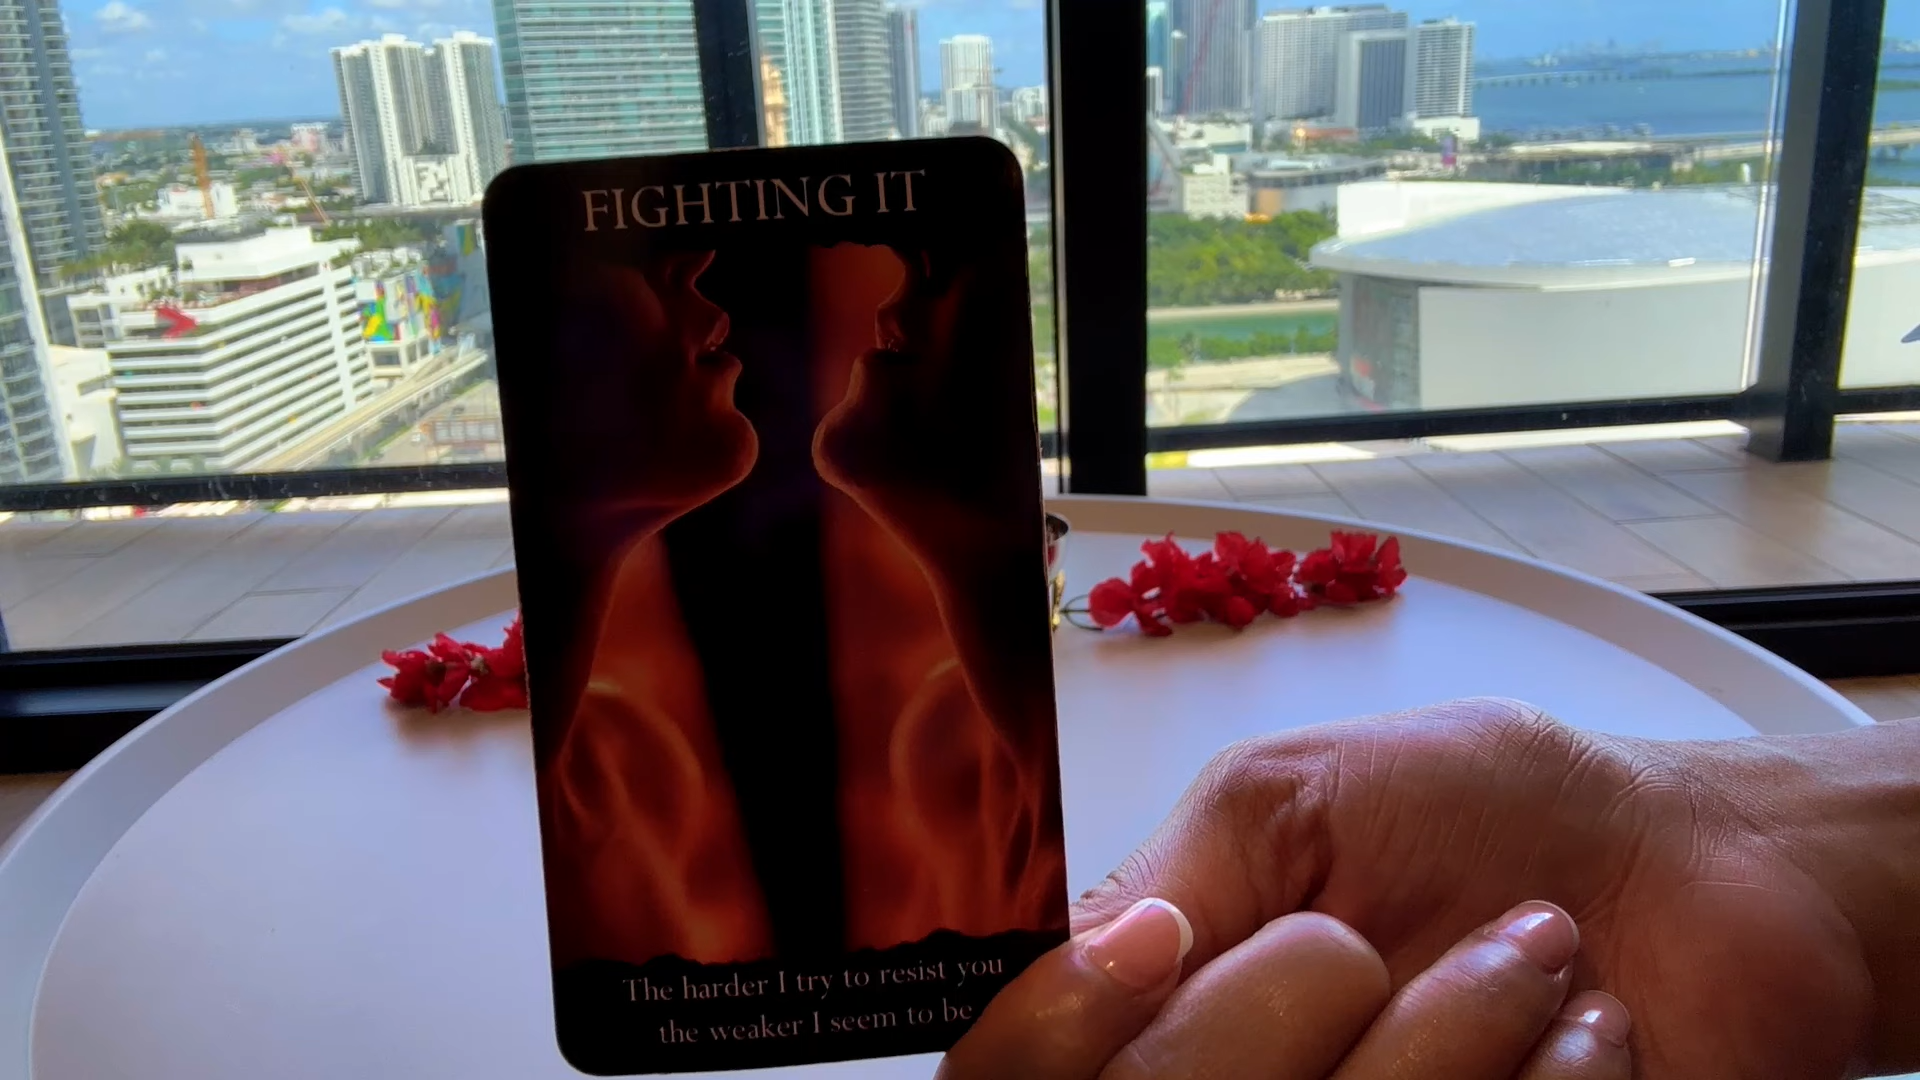 FIGHTING IT
The harder I try to resist you
the weaker I seem to be